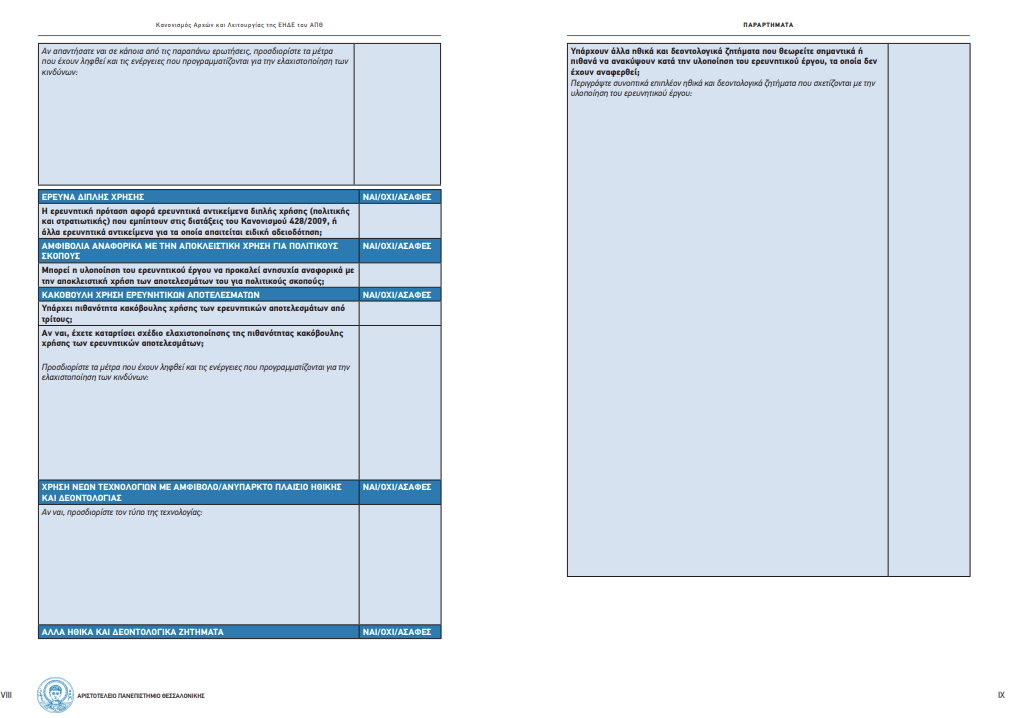 Κανονισμός Αρχών και Λειτουργίας της ΕΗΔΕ του ΑΠΘ
Αν απαντήσατε ναι σε κάποια από τις παραπάνω ερωτήσεις, προσδιορίστε τα μέτρα
που έχουν ληφθεί και τις ενέργειες που προγραμματίζονται για την ελαχιστοποίηση των
κινδύνων:
ΕΡΕΥΝΑ ΔΙΠΛΗΣ ΧΡΗΣΗΣ ΝΑΙ/ΟΧΙ/ΑΣΑΦΕΣ
Η ερευνητική πρόταση αφορά ερευνητικά αντικείμενα διπλής χρήσης (πολιτικής
και στρατιωτικής) που εμπίπτουν στις διατάξεις του Κανονισμού 428/2009, ή
άλλα ερευνητικά αντικείμενα για τα οποία απαιτείται ειδική αδειοδότηση;
ΑΜΦΙΒΟΛΙΑ ΑΝΑΦΟΡΙΚΑ ΜΕ ΤΗΝ ΑΠΟΚΛΕΙΣΤΙΚΗ ΧΡΗΣΗ ΓΙΑ ΠΟΛΙΤΙΚΟΥΣ ΝΑΙ/ΟΧΙ/ΑΣΑΦΕΣ
ΣΚΟΠΟΥΣ
Μπορεί η υλοποίηση του ερευνητικού έργου να προκαλεί ανησυχία αναφορικά με
την αποκλειστική χρήση των αποτελεσμάτων του για πολιτικούς σκοπούς;
ΚΑΚΟΒΟΥΛΗ ΧΡΗΣΗ ΕΡΕΥΝΗΤΙΚΩΝ ΑΠΟΤΕΛΕΣΜΑΤΩΝ ΝΑΙ/ΟΧΙ/ΑΣΑΦΕΣ
Υπάρχει πιθανότητα κακόβουλης χρήσης των ερευνητικών αποτελεσμάτων από
τρίτους;
Αν ναι, έχετε καταρτίσει σχέδιο ελαχιστοποίησης της πιθανότητας κακόβουλης
χρήσης των ερευνητικών αποτελεσμάτων;
Προσδιορίστε τα μέτρα που έχουν ληφθεί και τις ενέργειες που προγραμματίζονται για την
ελαχιστοποίηση των κινδύνων:
ΧΡΗΣΗ ΝΕΩΝ ΤΕΧΝΟΛΟΓΙΩΝ ΜΕ ΑΜΦΙΒΟΛΟ/ΑΝΥΠΑΡΚΤΟ ΠΛΑΙΣΙΟ ΗΘΙΚΗΣ ΝΑΙ/ΟΧΙ/ΑΣΑΦΕΣ
ΚΑΙ ΔΕΟΝΤΟΛΟΓΙΑΣ
Αν ναι, προσδιορίστε τον τύπο της τεχνολογίας:
ΑΛΛΑ ΗΘΙΚΑ ΚΑΙ ΔΕΟΝΤΟΛΟΓΙΚΑ ΖΗΤΗΜΑΤΑ ΝΑΙ/ΟΧΙ/ΑΣΑΦΕΣ
VIII ΑΡΙΣΤΟΤΕΛΕΙΟ ΠΑΝΕΠΙΣΤΗΜΙΟ ΘΕΣΣΑΛΟΝΙΚΗΣ
ΠΑΡΑΡΤΗΜΑΤΑ
Υπάρχουν άλλα ηθικά και δεοντολογικά ζητήματα που θεωρείτε σημαντικά ή
πιθανά να ανακύψουν κατά την υλοποίηση του ερευνητικού έργου, τα οποία δεν
έχουν αναφερθεί;
Περιγράψτε συνοπτικά επιπλέον ηθικά και δεοντολογικά ζητήματα που σχετίζονται με την
υλοποίηση του ερευνητικού έργου:
IX